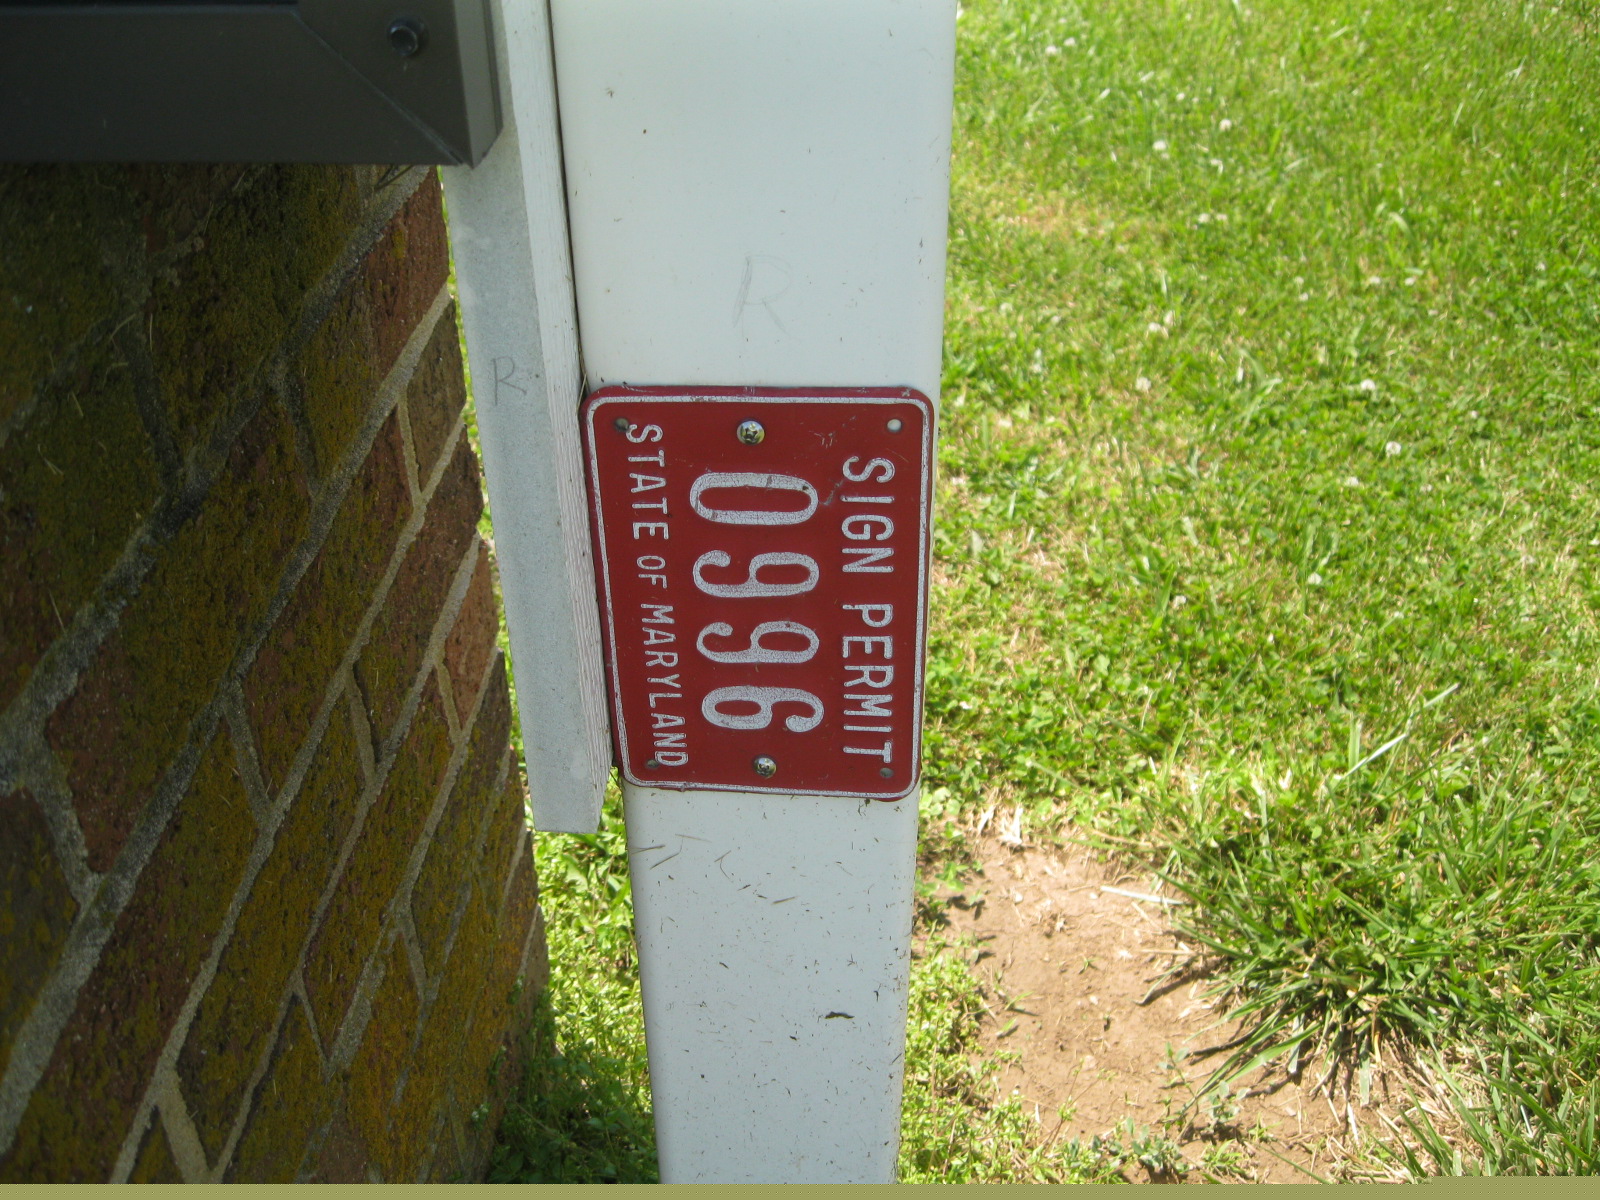 R
R
SIGN PERMIT
0996
STATE OF MARYLAND